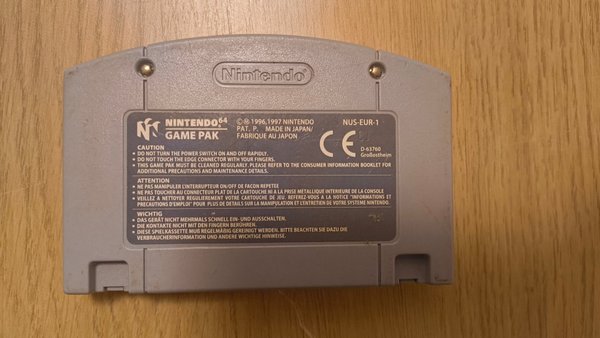 Nintendo
NINTENDO 64
GAME PAK
©Ⓜ 1996,1997 NINTENDO
PAT. P. MADE IN JAPAN/
FABRIQUE AU JAPON
NUS-EUR-1
CE
D-63760
Großostheim
CAUTION
• DO NOT TURN THE POWER SWITCH ON AND OFF RAPIDLY.
• DO NOT TOUCH THE EDGE CONNECTOR WITH YOUR FINGERS.
• THIS GAME PAK MUST BE CLEANED REGULARLY. PLEASE REFER TO THE CONSUMER INFORMATION BOOKLET FOR
ADDITIONAL PRECAUTIONS AND MAINTENANCE DETAILS.
ATTENTION
• NE PAS MANIPULER L'INTERRUPTEUR ON/OFF DE FACON REPETEE
• NE PAS TOUCHER AU CONNECTEUR PLAT DE LA CARTOUCHE NI A LA PRISE METALLIQUE INTERIEURE DE LA CONSOLE
• VEUILLEZ A NETTOYER REGULIEREMENT VOTRE CARTOUCHE DE JEU. REFEREZ-VOUS A LA NOTICE "INFORMATIONS ET
PRECAUTIONS D'EMPLOI" POUR PLUS DE DETAILS SUR LA MANIPULATION ET L'ENTRETIEN DE VOTRE SYSTEME NINTENDO.
WICHTIG
• DAS GERÄT NICHT MEHRMALS SCHNELL EIN- UND AUSSCHALTEN.
• DIE KONTAKTE NICHT MIT DEN FINGERN BERÜHREN.
• DIESE SPIELKASSETTE MUß REGELMÄßIG GEREINIGT WERDEN. BITTE BEACHTEN SIE DAZU DIE
VERBRAUCHERINFORMATION UND ANDERE WICHTIGE HINWEISE.